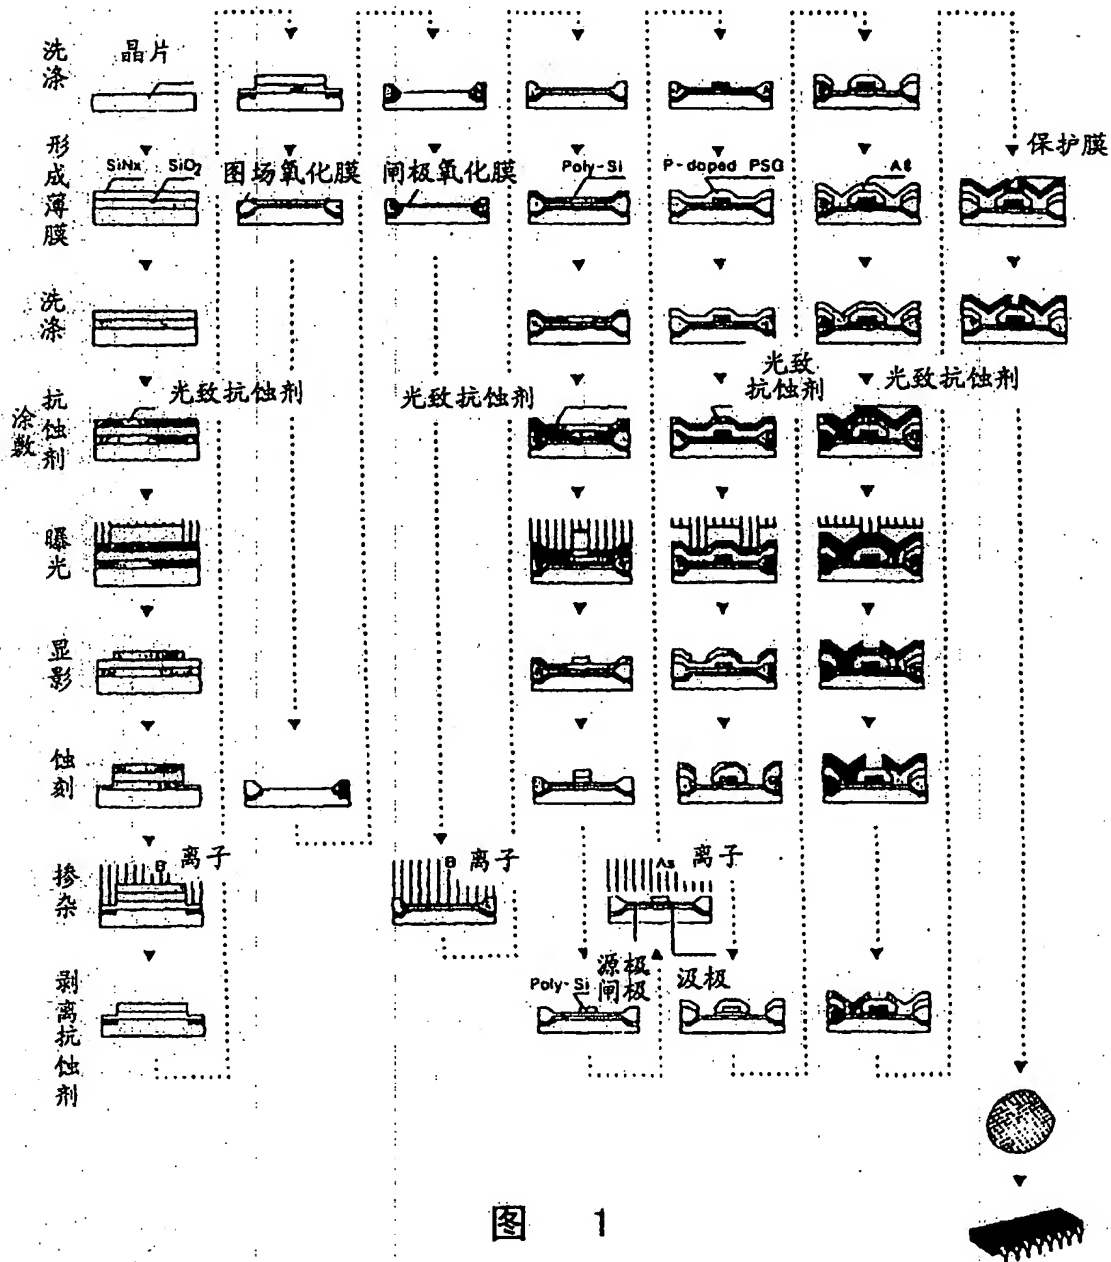 洗涤
晶片
形成薄膜
SiNx
SiO2
图场氧化膜
闸极氧化膜
Poly-Si
P-doped PSG
Al
保护膜
洗涤
涂数
抗蚀剂
光致抗蚀剂
光致抗蚀剂
光致
抗蚀剂
光致抗蚀剂
曝光
显影
蚀刻
掺杂
B
离子
B
离子
As
离子
剥离抗蚀剂
Poly-Si
源极
闸极
汲极
图 1